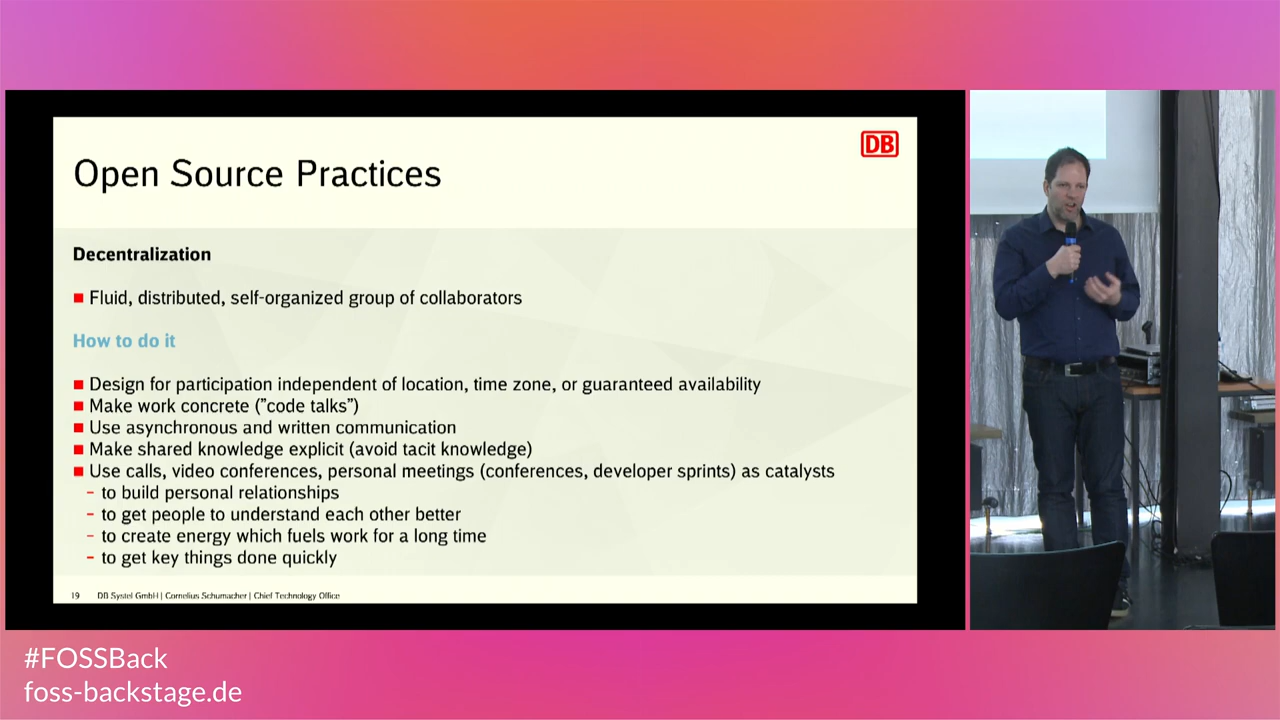 DB
Open Source Practices
Decentralization
Fluid, distributed, self-organized group of collaborators
How to do it
Design for participation independent of location, time zone, or guaranteed availability
Make work concrete ("code talks")
Use asynchronous and written communication
Make shared knowledge explicit (avoid tacit knowledge)
Use calls, video conferences, personal meetings (conferences, developer sprints) as catalysts
– to build personal relationships
– to get people to understand each other better
– to create energy which fuels work for a long time
– to get key things done quickly
19 DB Systel GmbH | Cornelius Schumacher | Chief Technology Office
#FOSSBack
foss-backstage.de